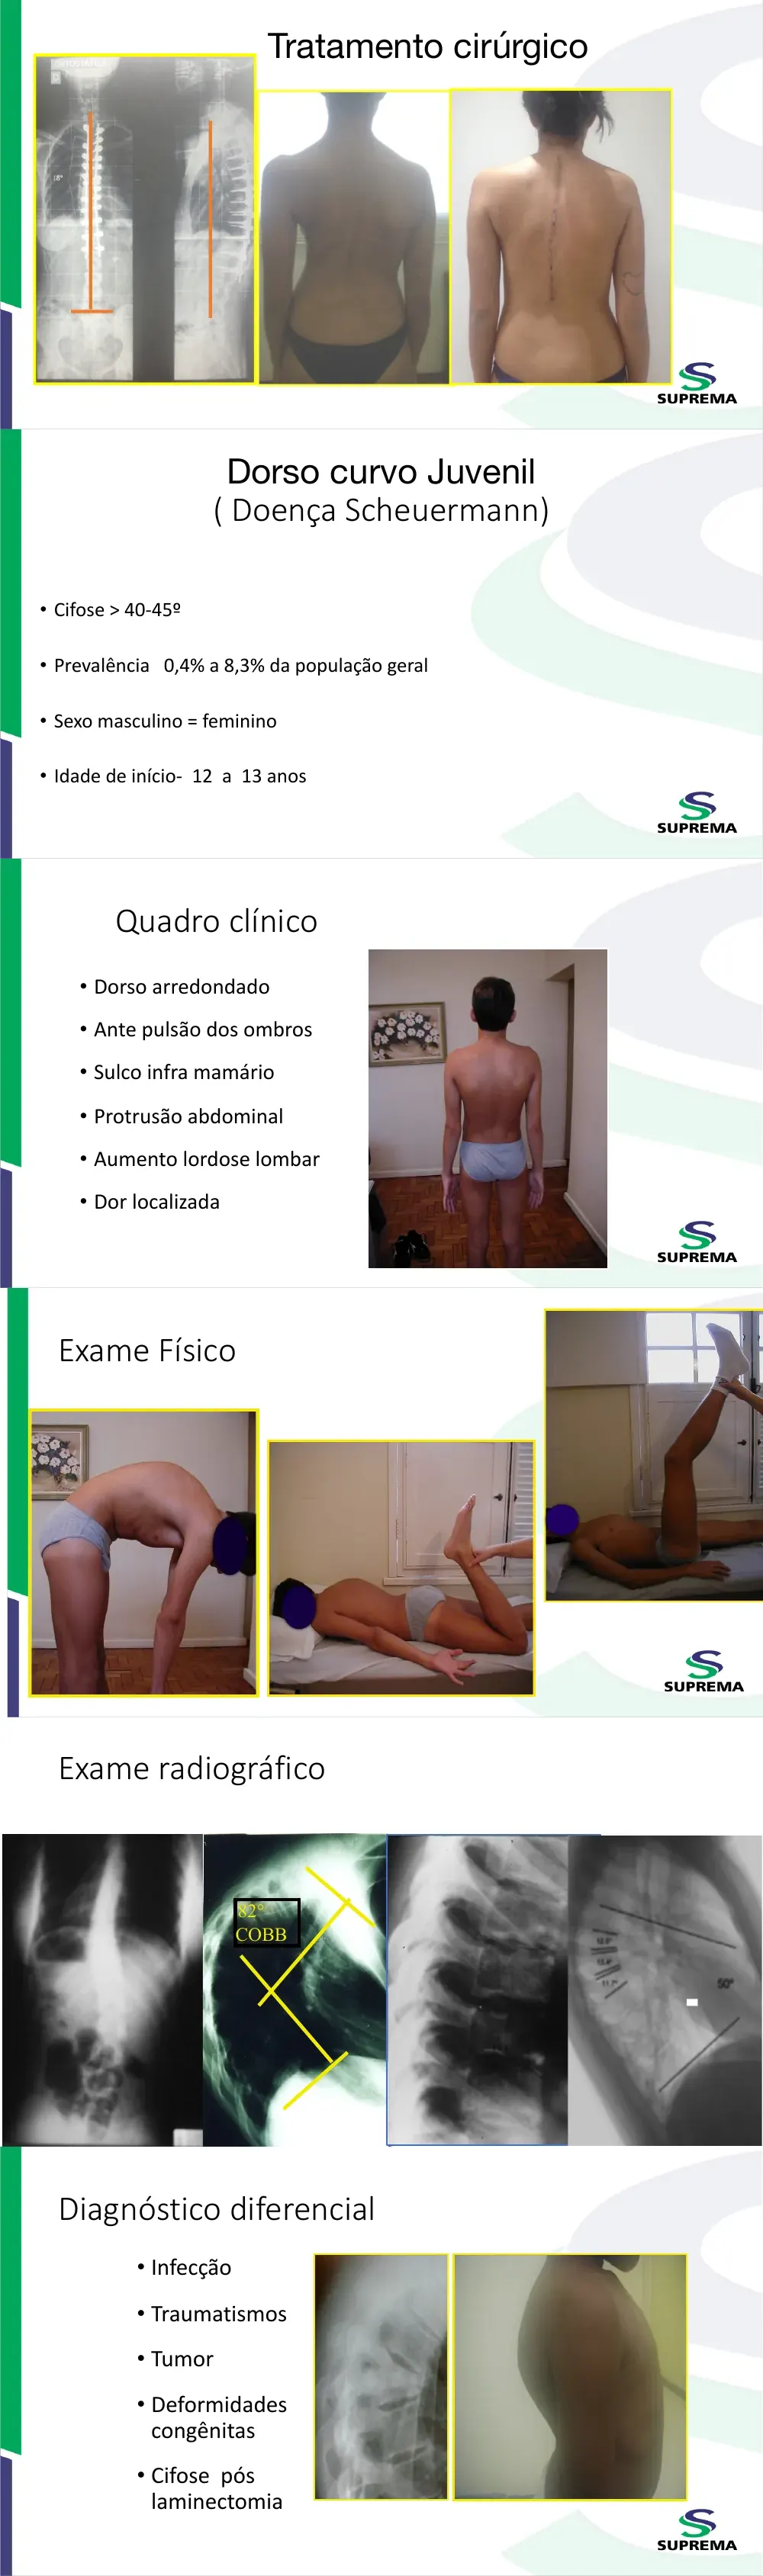 Tratamento cirúrgico
18°
SUPREMA
Dorso curvo Juvenil
( Doença Scheuermann)
• Cifose > 40-45º
• Prevalência 0,4% a 8,3% da população geral
• Sexo masculino = feminino
• Idade de início- 12 a 13 anos
SUPREMA
Quadro clínico
• Dorso arredondado
• Ante pulsão dos ombros
• Sulco infra mamário
• Protrusão abdominal
• Aumento lordose lombar
• Dor localizada
SUPREMA
Exame Físico
SUPREMA
Exame radiográfico
82°
COBB
50°
Diagnóstico diferencial
• Infecção
• Traumatismos
• Tumor
• Deformidades
congênitas
• Cifose pós
laminectomia
SUPREMA